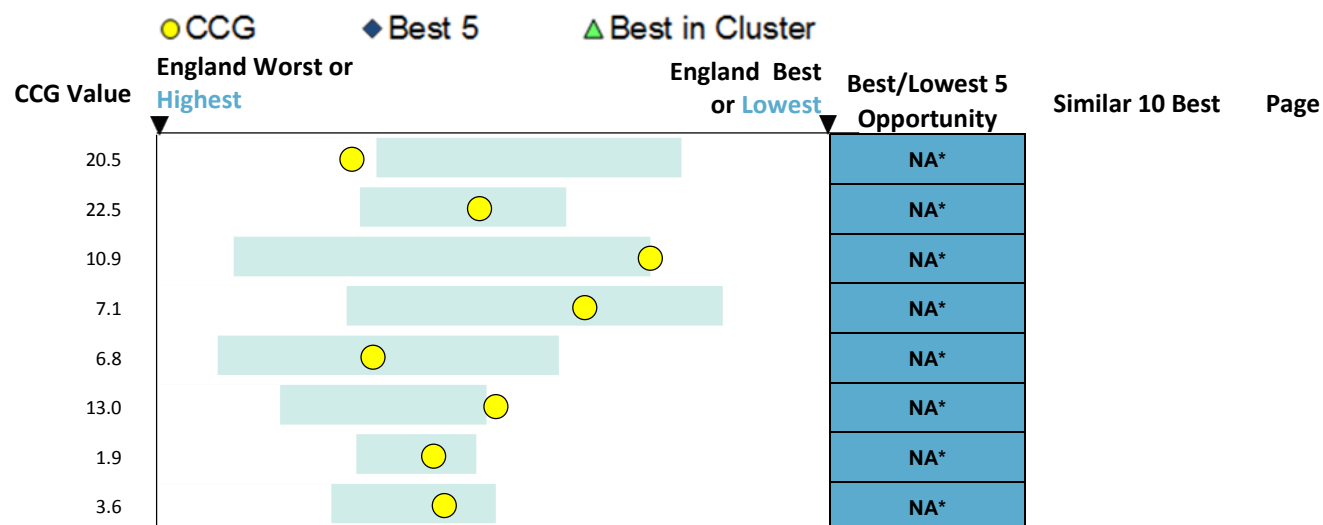 CCG Best 5 Best in Cluster
England Worst or
Highest
England Best
or Lowest
CCG Value
Best/Lowest 5
Opportunity
Similar 10 Best
Page
20.5 NA*
22.5 NA*
10.9 NA*
7.1 NA*
6.8 NA*
13.0 NA*
1.9 NA*
3.6 NA*